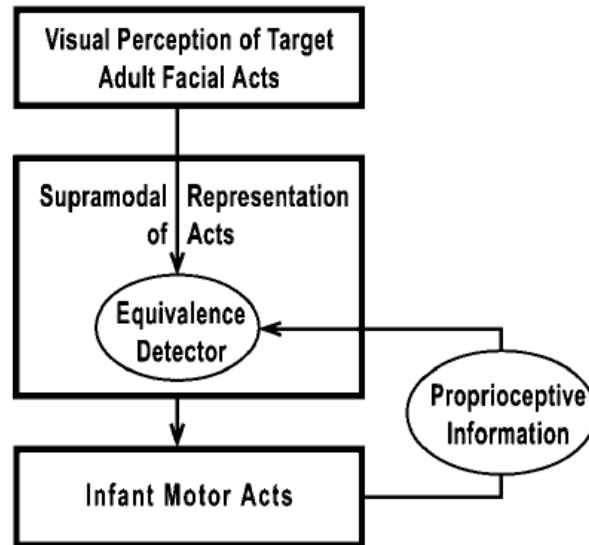 Visual Perception of Target
Adult Facial Acts
Supramodal Representation
of Acts
Equivalence
Detector
Proprioceptive
Information
Infant Motor Acts